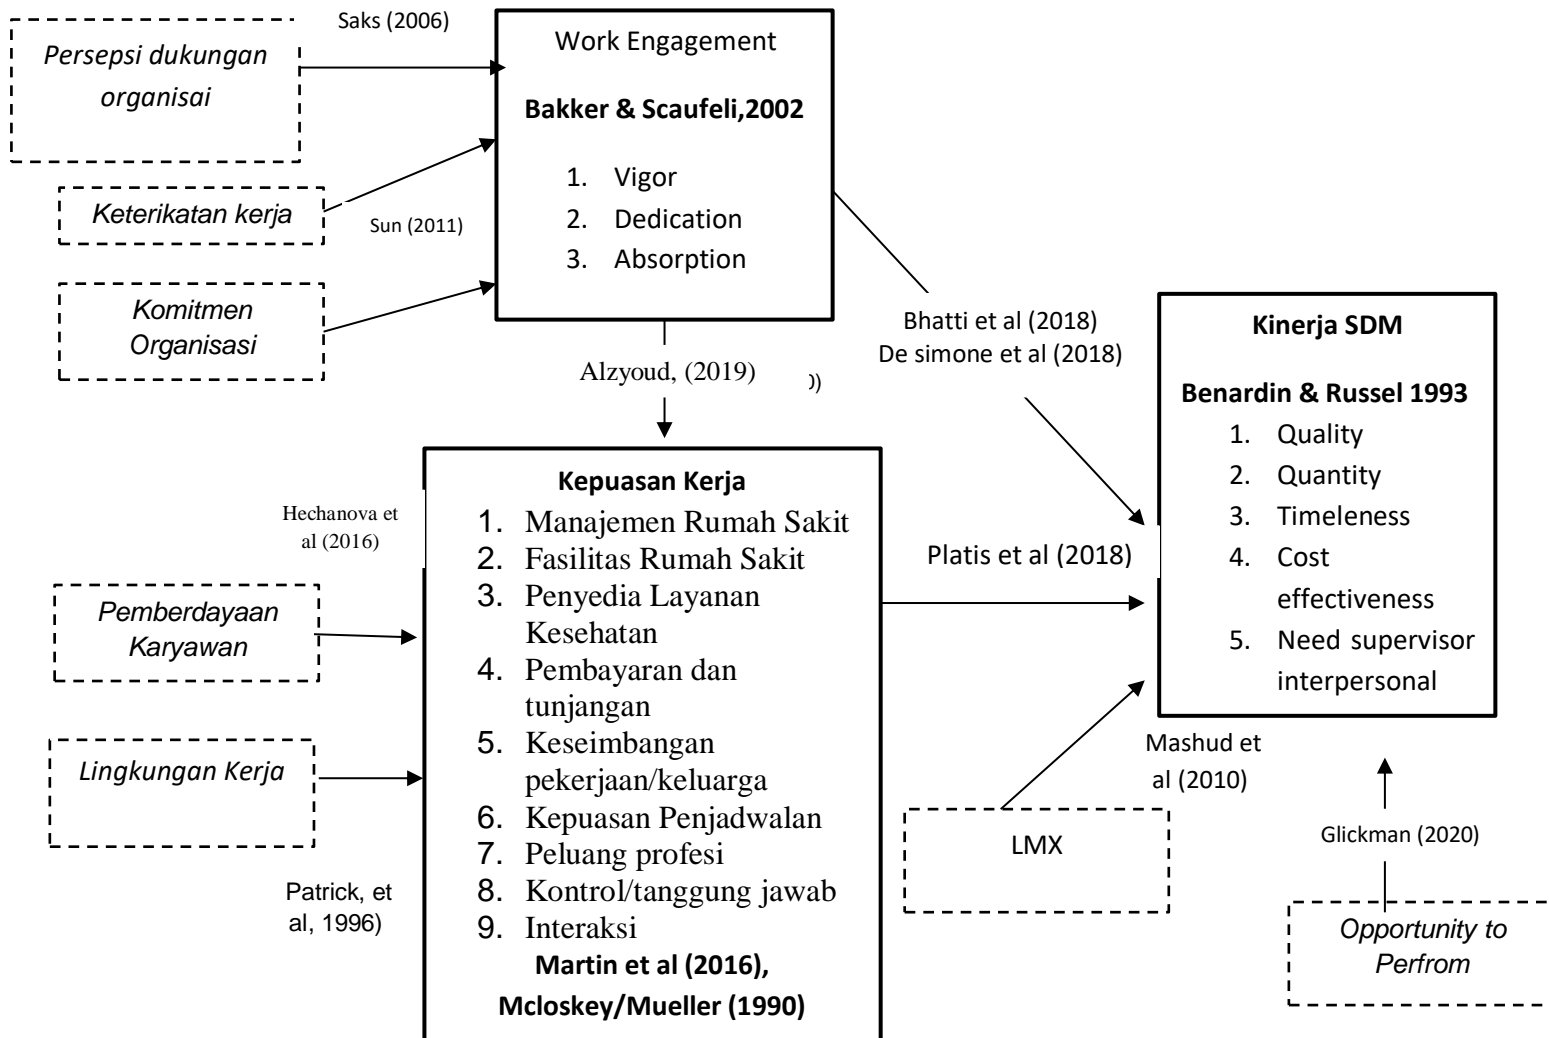 Saks (2006)
Persepsi dukungan
organisai
Work Engagement
Bakker & Scaufeli,2002
1. Vigor
2. Dedication
3. Absorption
Keterikatan kerja
Sun (2011)
Komitmen
Organisasi
Alzyoud, (2019)
Bhatti et al (2018)
De simone et al (2018)
Kinerja SDM
Benardin & Russel 1993
1. Quality
2. Quantity
3. Timeleness
4. Cost
effectiveness
5. Need supervisor
interpersonal
Kepuasan Kerja
1. Manajemen Rumah Sakit
2. Fasilitas Rumah Sakit
3. Penyedia Layanan
Kesehatan
4. Pembayaran dan
tunjangan
5. Keseimbangan
pekerjaan/keluarga
6. Kepuasan Penjadwalan
7. Peluang profesi
8. Kontrol/tanggung jawab
9. Interaksi
Martin et al (2016),
Mcloskey/Mueller (1990)
Hechanova et
al (2016)
Pemberdayaan
Karyawan
Lingkungan Kerja
Patrick, et
al, 1996)
Platis et al (2018)
Mashud et
al (2010)
LMX
Glickman (2020)
Opportunity to
Perfrom